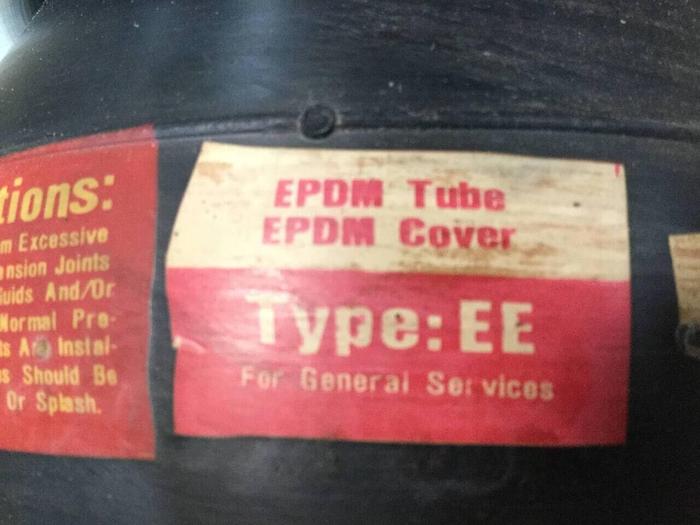 tions:
m Excessive
ension Joints
uids And/Or
Normal Pre-
ts Are Instal-
s Should Be
Or Splash.
EPDM Tube
EPDM Cover
Type: EE
For General Services